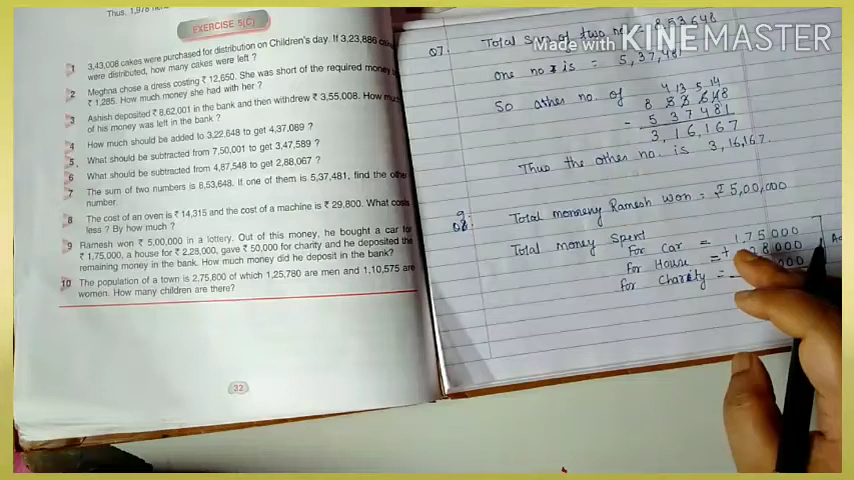 Thus, 1,978
EXERCISE 5(C)
1 3,43,008 cakes were purchased for distribution on Children's day. If 3,23,886
were distributed, how many cakes were left ?
2 Meghna chose a dress costing ₹ 12,650. She was short of the required money
₹ 1,285. How much money she had with her ?
3 Ashish deposited ₹ 8,62,001 in the bank and then withdrew ₹ 3,55,008. How
of his money was left in the bank ?
4 How much should be added to 3,22,648 to get 4,37,089 ?
5. What should be subtracted from 7,50,001 to get 3,47,589 ?
6 What should be subtracted from 4,87,548 to get 2,88,067 ?
7 The sum of two numbers is 8,53,648. If one of them is 5,37,481, find the other
number.
8 The cost of an oven is ₹ 14,315 and the cost of a machine is ₹ 29,800. What costs
less ? By how much ?
9 Ramesh won ₹ 5,00,000 in a lottery. Out of this money, he bought a car for
₹ 1,75,000, a house for ₹ 2,28,000, gave ₹ 50,000 for charity and he deposited the
remaining money in the bank. How much money did he deposit in the bank?
10 The population of a town is 2,75,800 of which 1,25,780 are men and 1,10,575 are
women. How many children are there?
32
Made with KINEMASTER
Q7. Total Sum of two no 853648
one no is = 5,37,481
So other no. of
4 13 5 14
8 5 3 6 4 8
- 5 3 7 4 8 1
3,1 6,1 6 7
Thus the other no. is 3,16,167.
9
Q8. Total monney Ramesh won = ₹5,00,000
Total money Spent
for Car = 1,75000
for House = + 28000
for Charity = 000